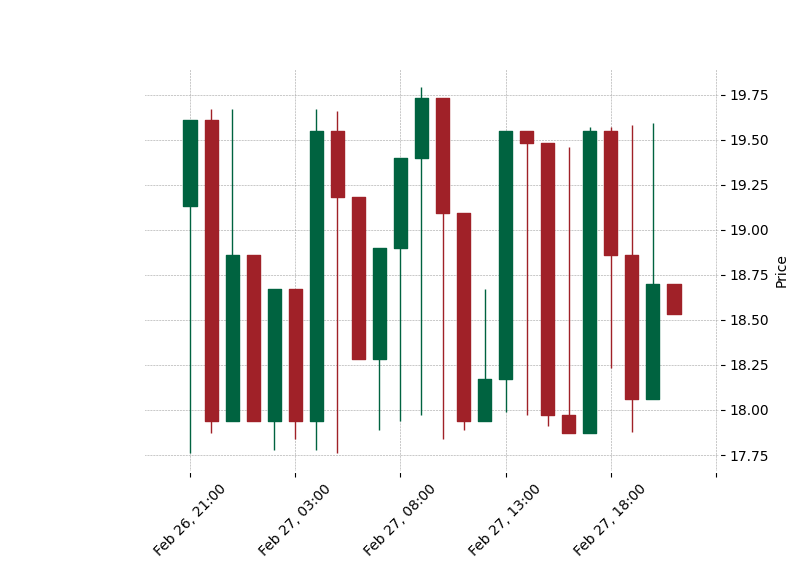 19.75
19.50
19.25
19.00
18.75
18.50
18.25
18.00
17.75
Price
Feb 26, 21:00
Feb 27, 03:00
Feb 27, 08:00
Feb 27, 13:00
Feb 27, 18:00